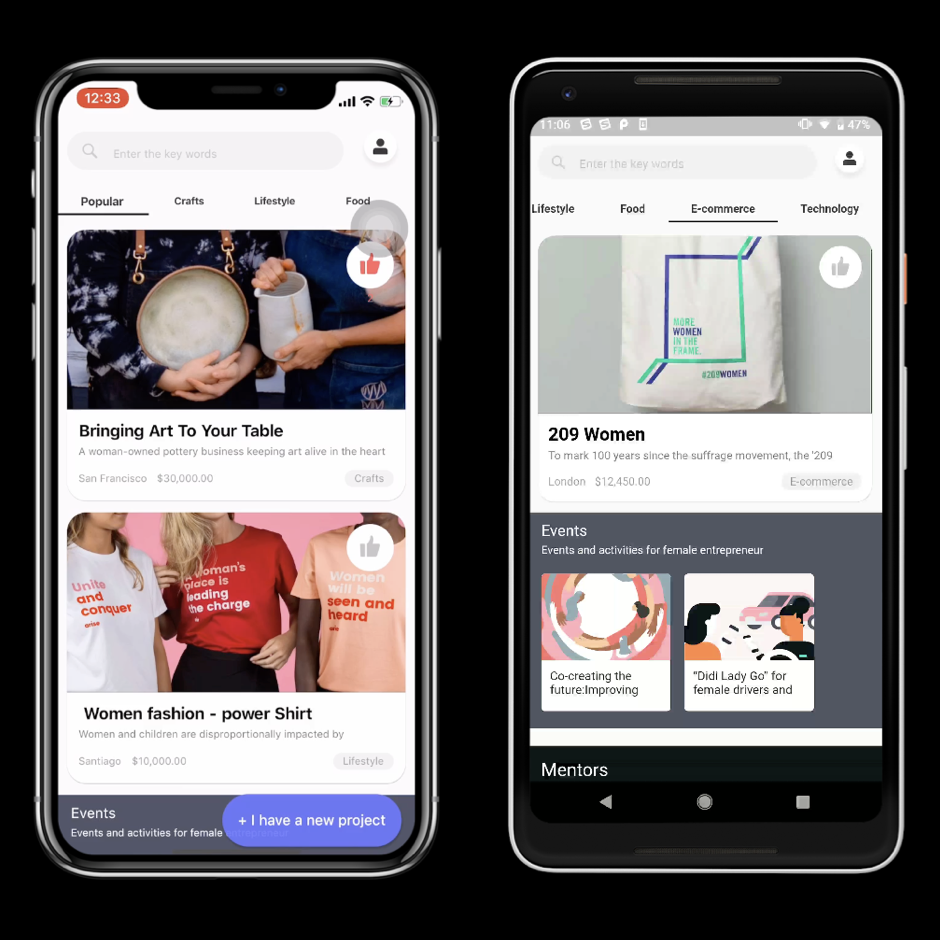 12:33
Enter the key words
Popular Crafts Lifestyle Food
Bringing Art To Your Table
A woman-owned pottery business keeping art alive in the heart
San Francisco $30,000.00 Crafts
Unite
and
conquer
arise
A woman's
place is
leading
the charge
Women
will be
seen and
heard
Women fashion - power Shirt
Women and children are disproportionally impacted by
Santiago $10,000.00 Lifestyle
Events
Events and activities for female entrepreneur
+ I have a new project
11:06 47%
Enter the key words
Lifestyle Food E-commerce Technology
MORE
WOMEN
IN THE
FRAME.
#209WOMEN
209 Women
To mark 100 years since the suffrage movement, the '209
London $12,450.00 E-commerce
Events
Events and activities for female entrepreneur
Co-creating the
future:Improving
"Didi Lady Go" for
female drivers and
Mentors